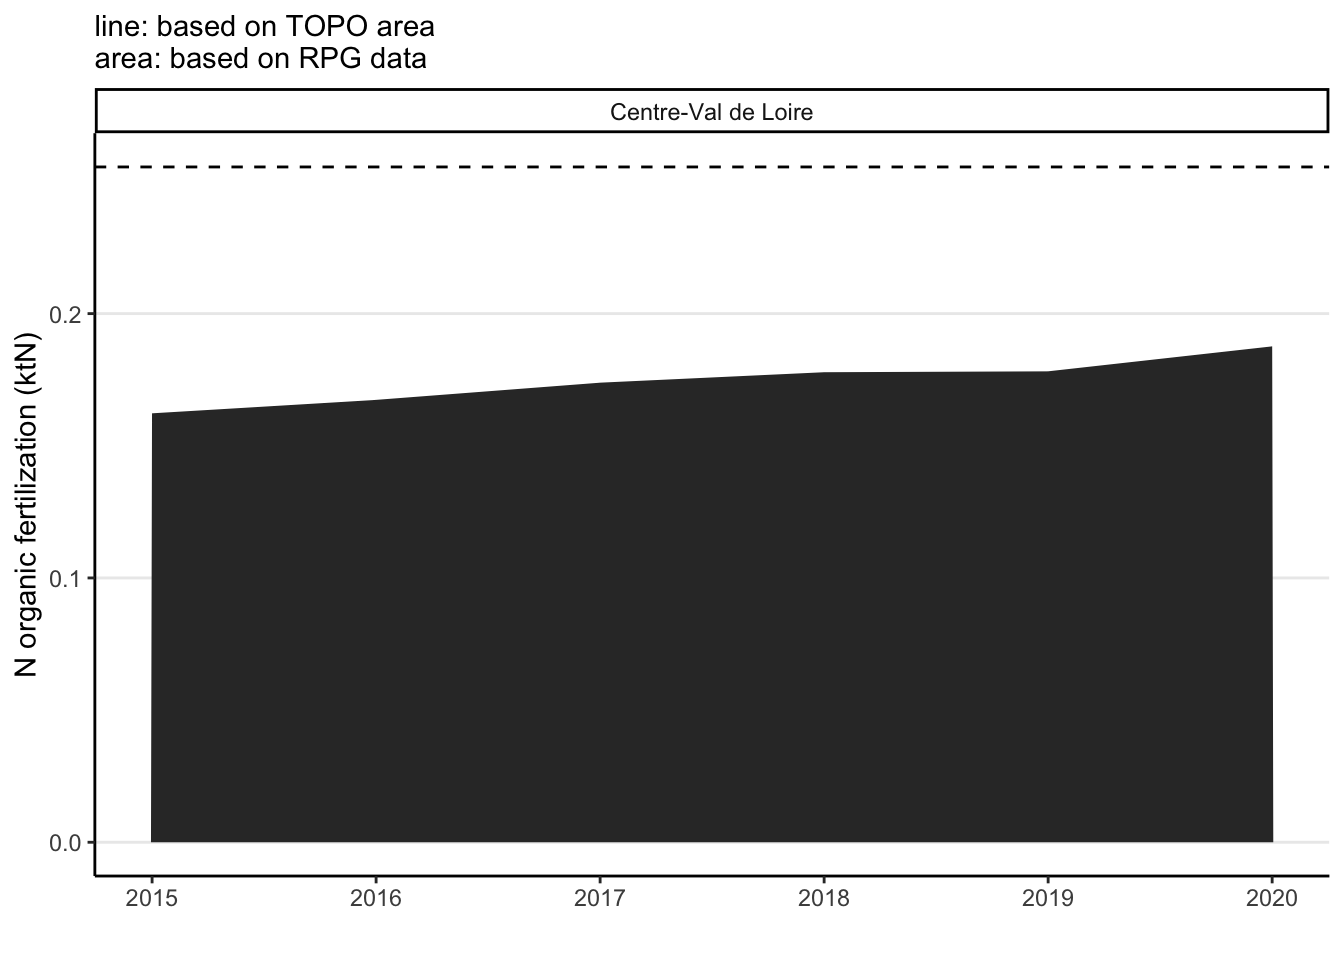 line: based on TOPO area
area: based on RPG data
Centre-Val de Loire
N organic fertilization (ktN)
0.2
0.1
0.0
2015 2016 2017 2018 2019 2020